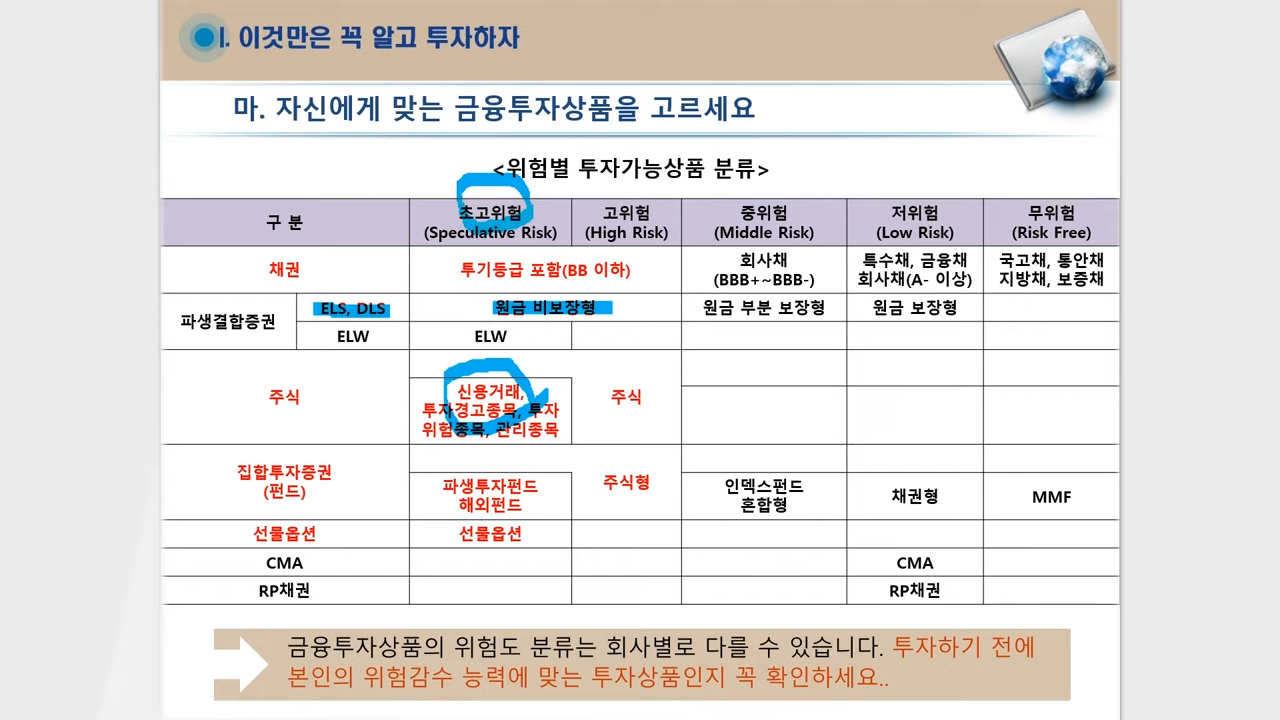 I. 이것만은 꼭 알고 투자하자
마. 자신에게 맞는 금융투자상품을 고르세요
<위험별 투자가능상품 분류>
구 분
초고위험
(Speculative Risk)
고위험
(High Risk)
중위험
(Middle Risk)
저위험
(Low Risk)
무위험
(Risk Free)
채권
투기등급 포함(BB 이하)
회사채
(BBB+~BBB-)
특수채, 금융채
회사채(A- 이상)
국고채, 통안채
지방채, 보증채
파생결합증권
ELS, DLS
원금 비보장형
원금 부분 보장형
원금 보장형
ELW
ELW
주식
신용거래,
투자경고종목, 투자
위험종목, 관리종목
주식
집합투자증권
(펀드)
파생투자펀드
해외펀드
주식형
인덱스펀드
혼합형
채권형
MMF
선물옵션
선물옵션
CMA
CMA
RP채권
RP채권
금융투자상품의 위험도 분류는 회사별로 다를 수 있습니다. 투자하기 전에
본인의 위험감수 능력에 맞는 투자상품인지 꼭 확인하세요..